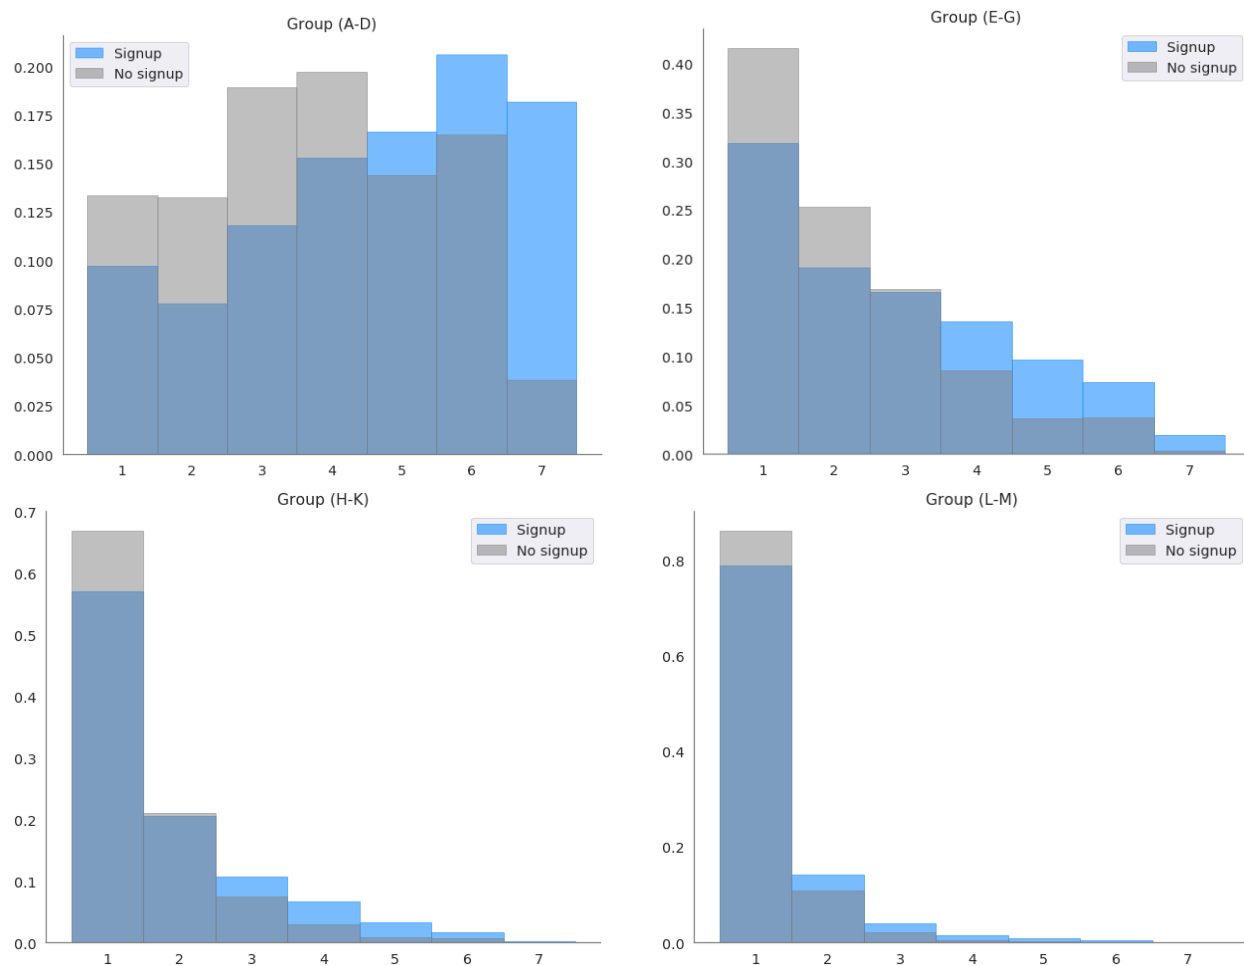 Group (A-D)
Signup
No signup
0.200
0.175
0.150
0.125
0.100
0.075
0.050
0.025
0.000
1 2 3 4 5 6 7
Group (E-G)
Signup
No signup
0.40
0.35
0.30
0.25
0.20
0.15
0.10
0.05
0.00
1 2 3 4 5 6 7
Group (H-K)
Signup
No signup
0.7
0.6
0.5
0.4
0.3
0.2
0.1
0.0
1 2 3 4 5 6 7
Group (L-M)
Signup
No signup
0.8
0.6
0.4
0.2
0.0
1 2 3 4 5 6 7